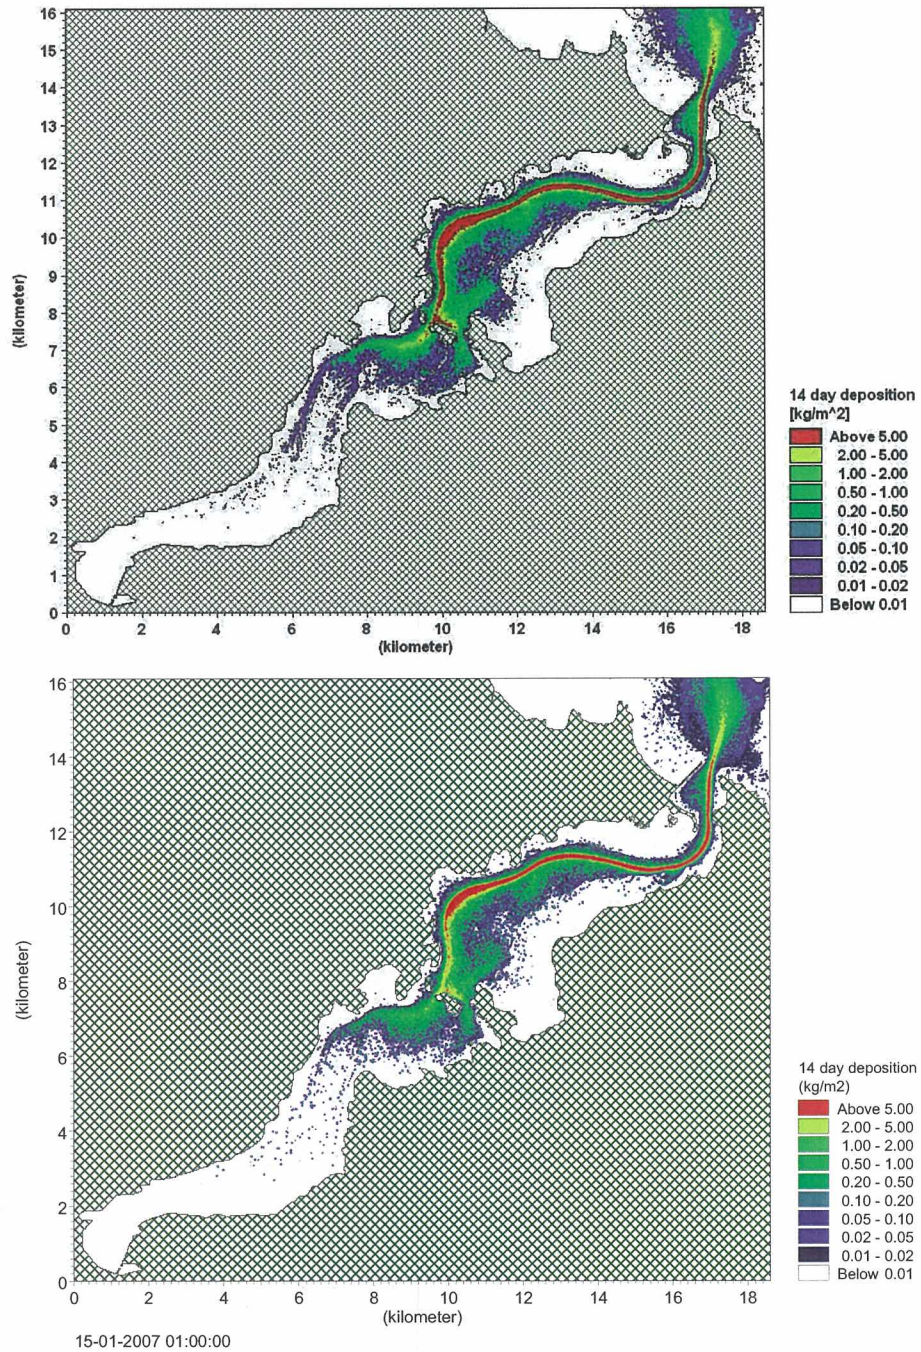 16
15
14
13
12
11
10
9
8
7
6
5
4
3
2
1
0
(kilometer)
0 2 4 6 8 10 12 14 16 18
(kilometer)
14 day deposition
[kg/m^2]
Above 5.00
2.00 - 5.00
1.00 - 2.00
0.50 - 1.00
0.20 - 0.50
0.10 - 0.20
0.05 - 0.10
0.02 - 0.05
0.01 - 0.02
Below 0.01
16
14
12
10
8
6
4
2
0
(kilometer)
0 2 4 6 8 10 12 14 16 18
(kilometer)
14 day deposition
(kg/m2)
Above 5.00
2.00 - 5.00
1.00 - 2.00
0.50 - 1.00
0.20 - 0.50
0.10 - 0.20
0.05 - 0.10
0.02 - 0.05
0.01 - 0.02
Below 0.01
15-01-2007 01:00:00